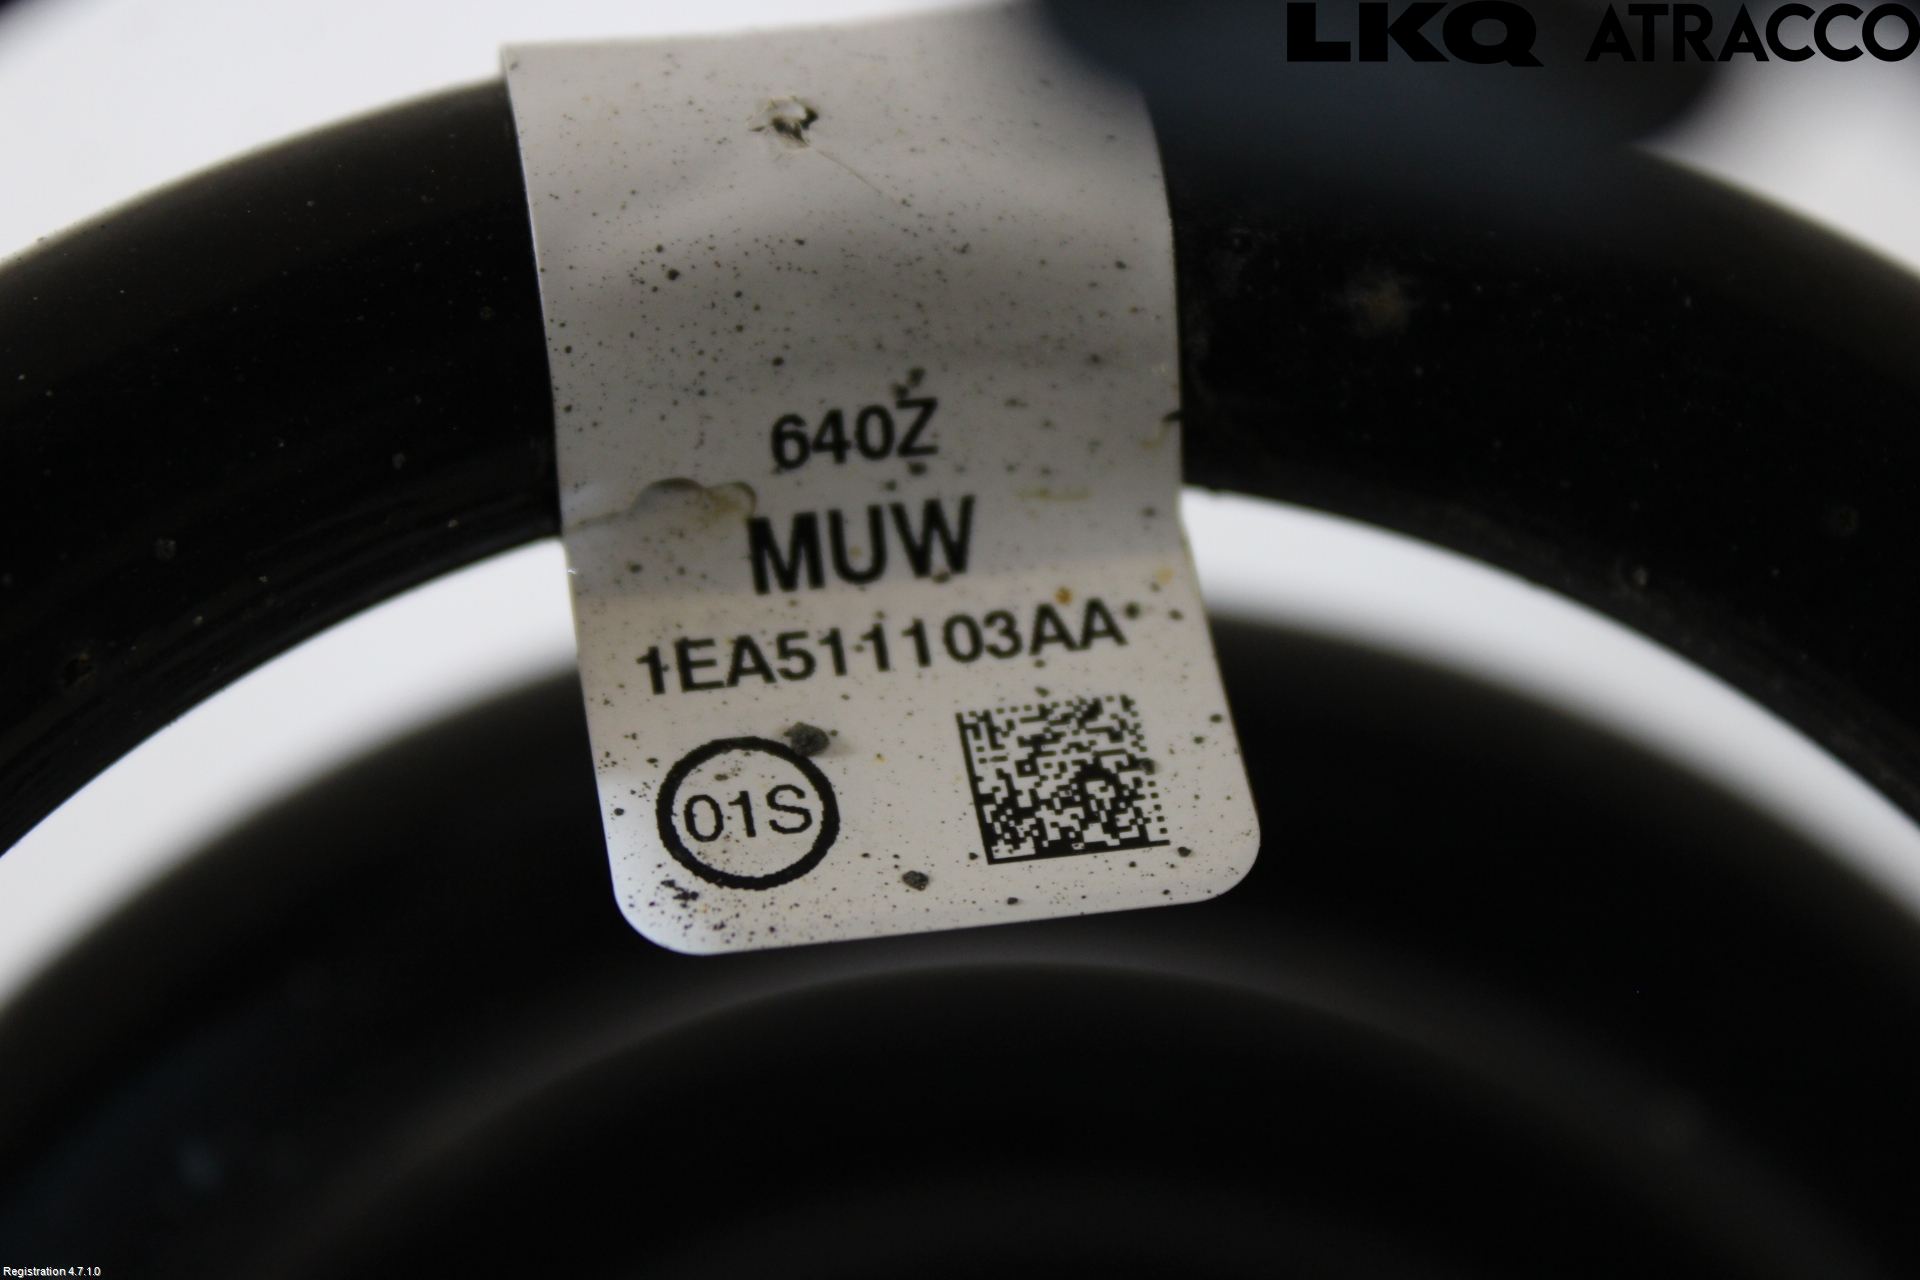 LKQ ATRACCO
640Z
MUW
1EA511103AA
01S
Registration 4.7.1.0